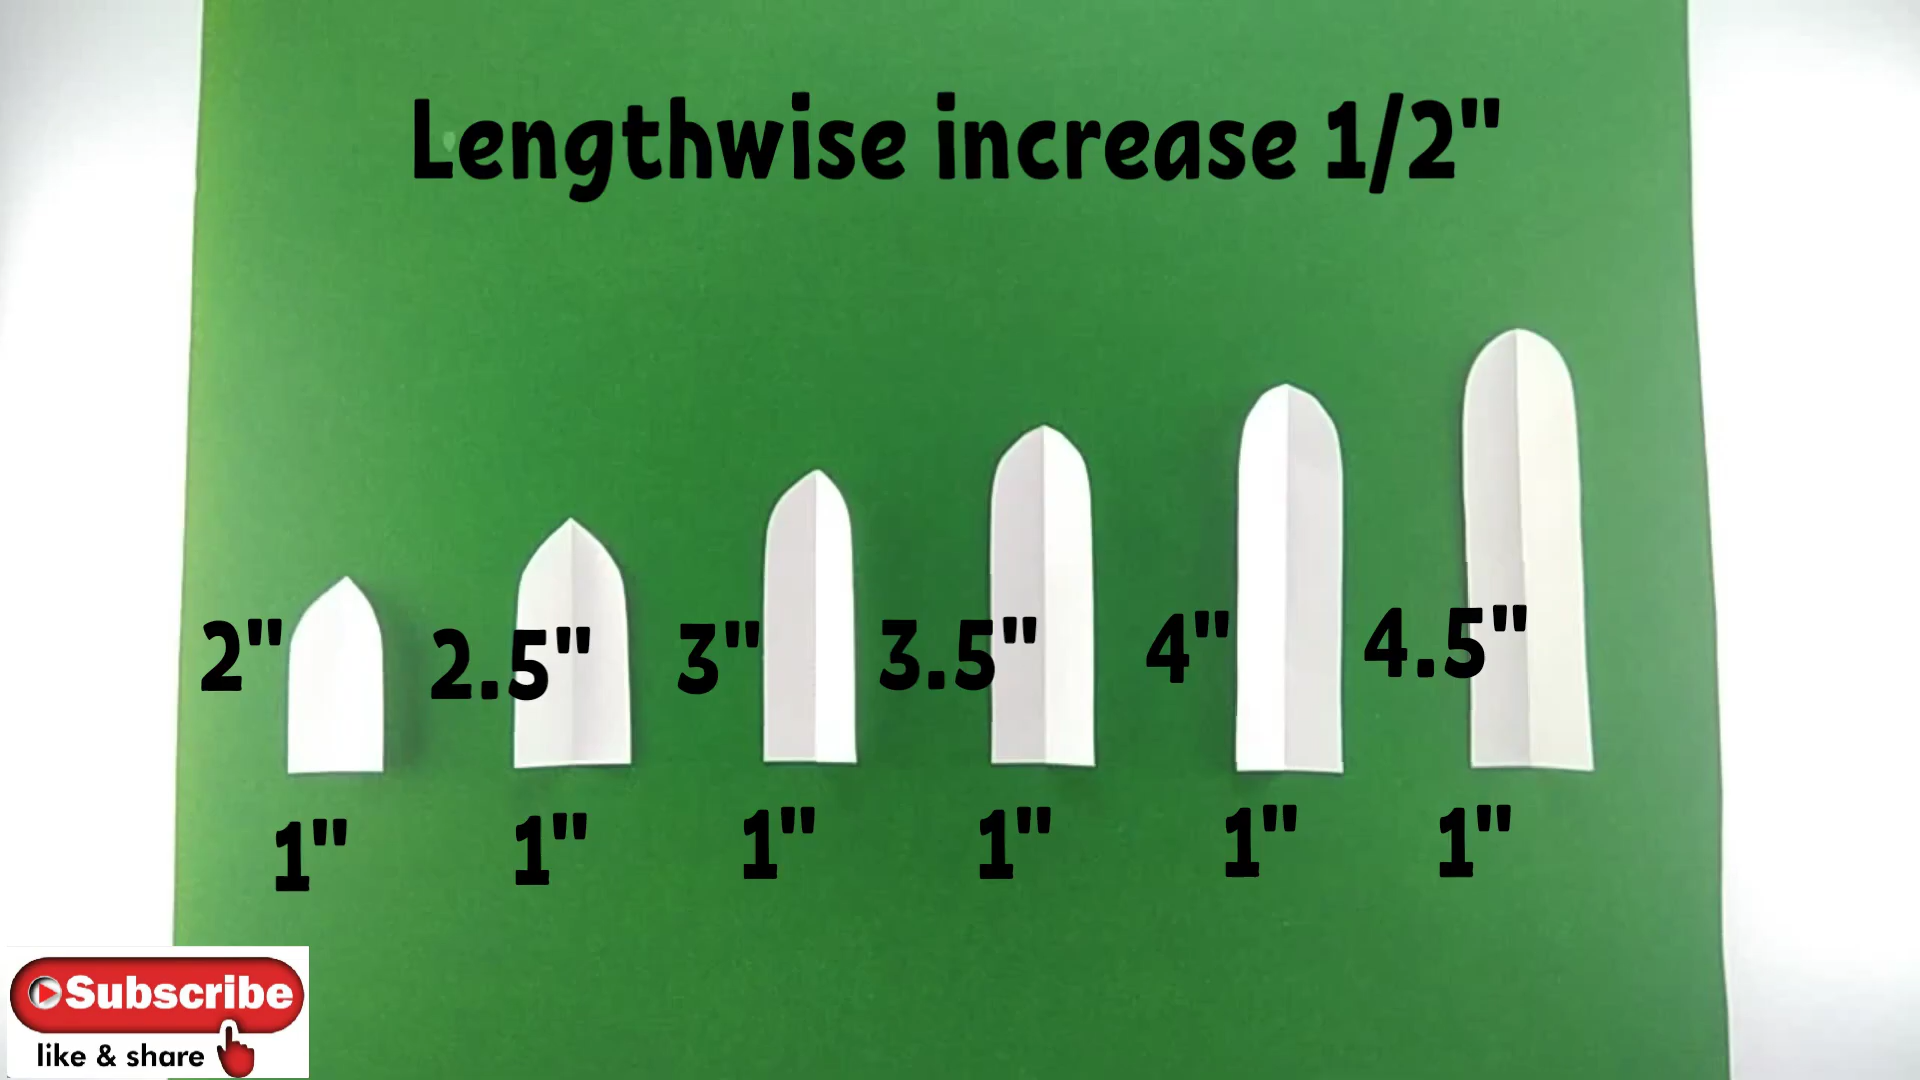 Lengthwise increase 1/2"
2" 2.5" 3" 3.5" 4" 4.5"
1" 1" 1" 1" 1" 1"
Subscribe
like & share